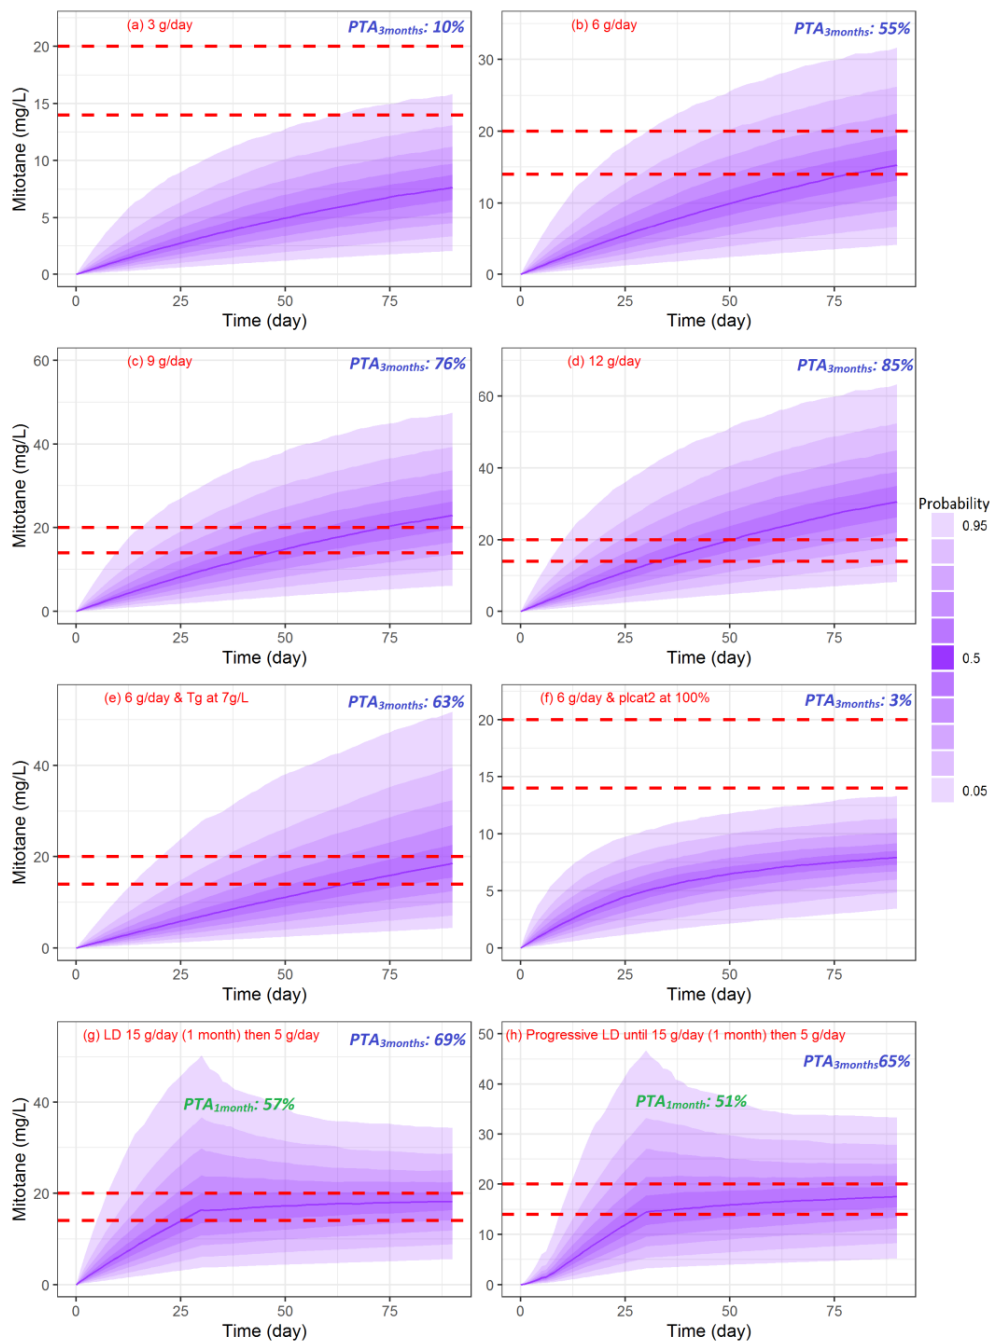 (a) 3 g/day
PTA3months: 10%
Mitotane (mg/L)
20
15
10
5
0
0
25
50
75
Time (day)
(b) 6 g/day
PTA3months: 55%
30
20
10
0
0
25
50
75
Time (day)
(c) 9 g/day
PTA3months: 76%
Mitotane (mg/L)
60
40
20
0
0
25
50
75
Time (day)
(d) 12 g/day
PTA3months: 85%
60
40
20
0
0
25
50
75
Time (day)
Probability
0.95
0.5
0.05
(e) 6 g/day & Tg at 7g/L
PTA3months: 63%
Mitotane (mg/L)
40
20
0
0
25
50
75
Time (day)
(f) 6 g/day & plcat2 at 100%
PTA3months: 3%
20
15
10
5
0
0
25
50
75
Time (day)
(g) LD 15 g/day (1 month) then 5 g/day
PTA3months: 69%
PTA1month: 57%
Mitotane (mg/L)
40
20
0
0
25
50
75
Time (day)
(h) Progressive LD until 15 g/day (1 month) then 5 g/day
PTA3months65%
PTA1month: 51%
50
40
30
20
10
0
0
25
50
75
Time (day)